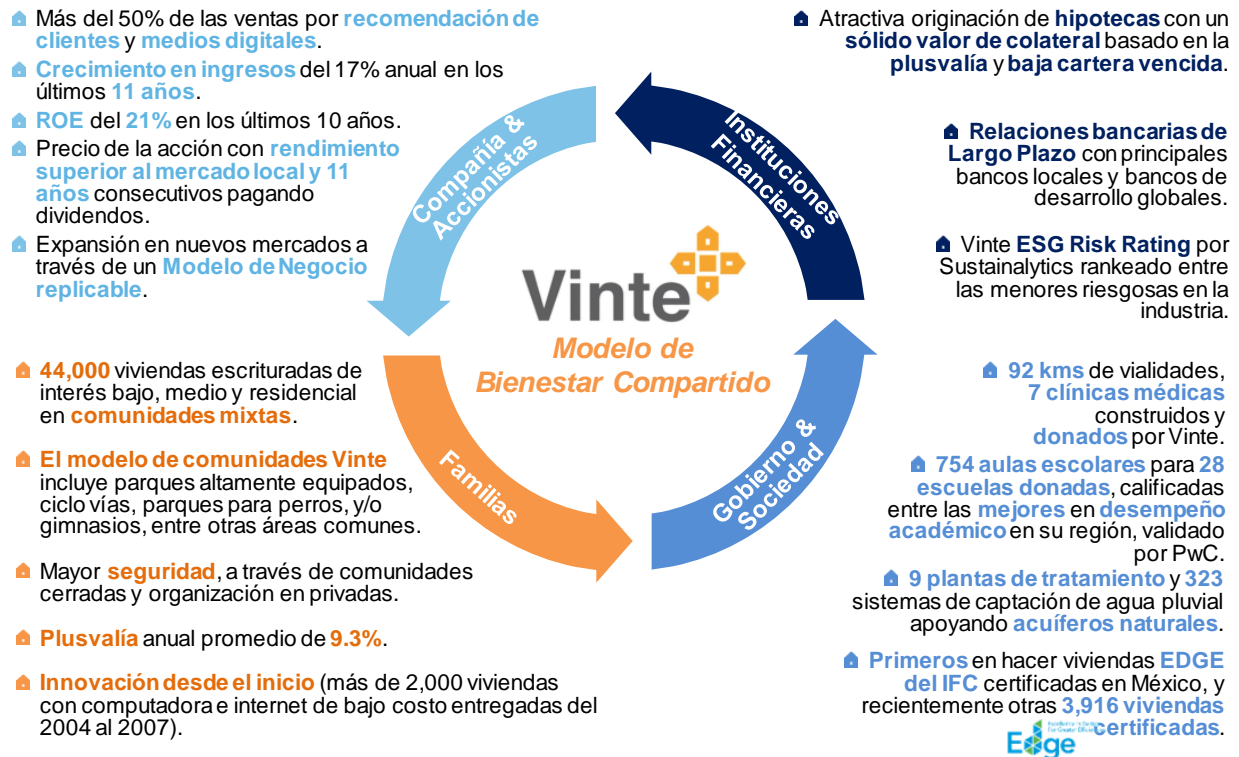 Más del 50% de las ventas por recomendación de
clientes y medios digitales.
Crecimiento en ingresos del 17% anual en los
últimos 11 años.
ROE del 21% en los últimos 10 años.
Precio de la acción con rendimiento
superior al mercado local y 11
años consecutivos pagando
dividendos.
Expansión en nuevos mercados a
través de un Modelo de Negocio
replicable.
Compañía &
Accionistas
Atractiva originación de hipotecas con un
sólido valor de colateral basado en la
plusvalía y baja cartera vencida.
Relaciones bancarias de
Largo Plazo con principales
bancos locales y bancos de
desarrollo globales.
Vinte ESG Risk Rating por
Sustainalytics rankeado entre
las menores riesgosas en la
industria.
Instituciones
Financieras
Vinte
Modelo de
Bienestar Compartido
44,000 viviendas escrituradas de
interés bajo, medio y residencial
en comunidades mixtas.
El modelo de comunidades Vinte
incluye parques altamente equipados,
ciclo vías, parques para perros, y/o
gimnasios, entre otras áreas comunes.
Mayor seguridad, a través de comunidades
cerradas y organización en privadas.
Plusvalía anual promedio de 9.3%.
Innovación desde el inicio (más de 2,000 viviendas
con computadora e internet de bajo costo entregadas del
2004 al 2007).
Familias
Gobierno &
Sociedad
92 kms de vialidades,
7 clínicas médicas
construidos y
donados por Vinte.
754 aulas escolares para 28
escuelas donadas, calificadas
entre las mejores en desempeño
académico en su región, validado
por PwC.
9 plantas de tratamiento y 323
sistemas de captación de agua pluvial
apoyando acuíferos naturales.
Primeros en hacer viviendas EDGE
del IFC certificadas en México, y
recientemente otras 3,916 viviendas
certificadas.
Edge